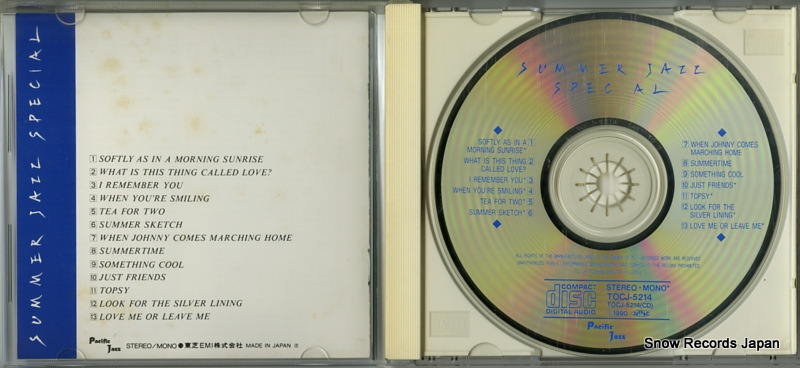 SUMMER JAZZ SPECIAL
1 SOFTLY AS IN A MORNING SUNRISE
2 WHAT IS THIS THING CALLED LOVE?
3 I REMEMBER YOU
4 WHEN YOU'RE SMILING
5 TEA FOR TWO
6 SUMMER SKETCH
7 WHEN JOHNNY COMES MARCHING HOME
8 SUMMERTIME
9 SOMETHING COOL
10 JUST FRIENDS
11 TOPSY
12 LOOK FOR THE SILVER LINING
13 LOVE ME OR LEAVE ME
Pacific
Jazz
STEREO/MONO ● 東芝EMI株式会社 MADE IN JAPAN
SUMMER JAZZ
SPECIAL
SOFTLY AS IN A 1
MORNING SUNRISE*
WHAT IS THIS THING 2
CALLED LOVE?
I REMEMBER YOU* 3
WHEN YOU'RE SMILING* 4
TEA FOR TWO* 5
SUMMER SKETCH* 6
7 WHEN JOHNNY COMES
MARCHING HOME
8 SUMMERTIME
9 SOMETHING COOL
10 JUST FRIENDS*
11 TOPSY*
12 LOOK FOR THE
SILVER LINING*
13 LOVE ME OR LEAVE ME*
COMPACT
disc
DIGITAL AUDIO
STEREO・MONO*
TOCJ-5214
TOCJ-5214(CD)
1990
Pacific
Jazz
Snow Records Japan